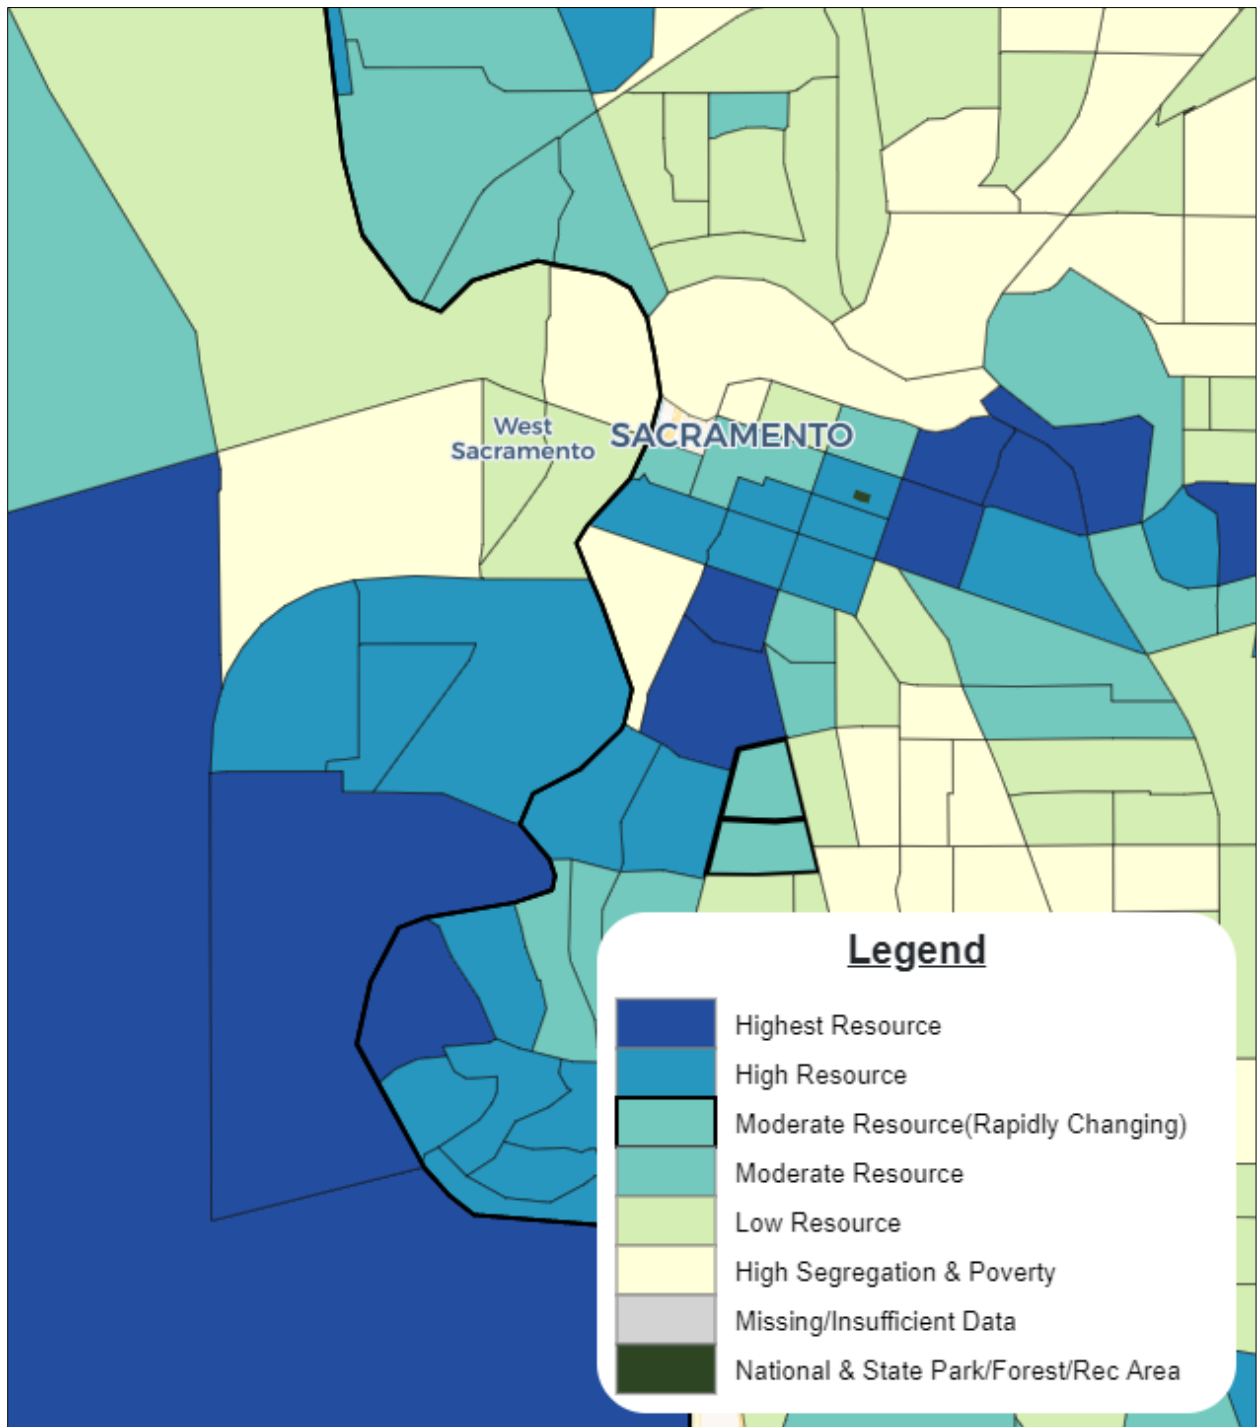 West
Sacramento
SACRAMENTO
Legend
Highest Resource
High Resource
Moderate Resource(Rapidly Changing)
Moderate Resource
Low Resource
High Segregation & Poverty
Missing/Insufficient Data
National & State Park/Forest/Rec Area